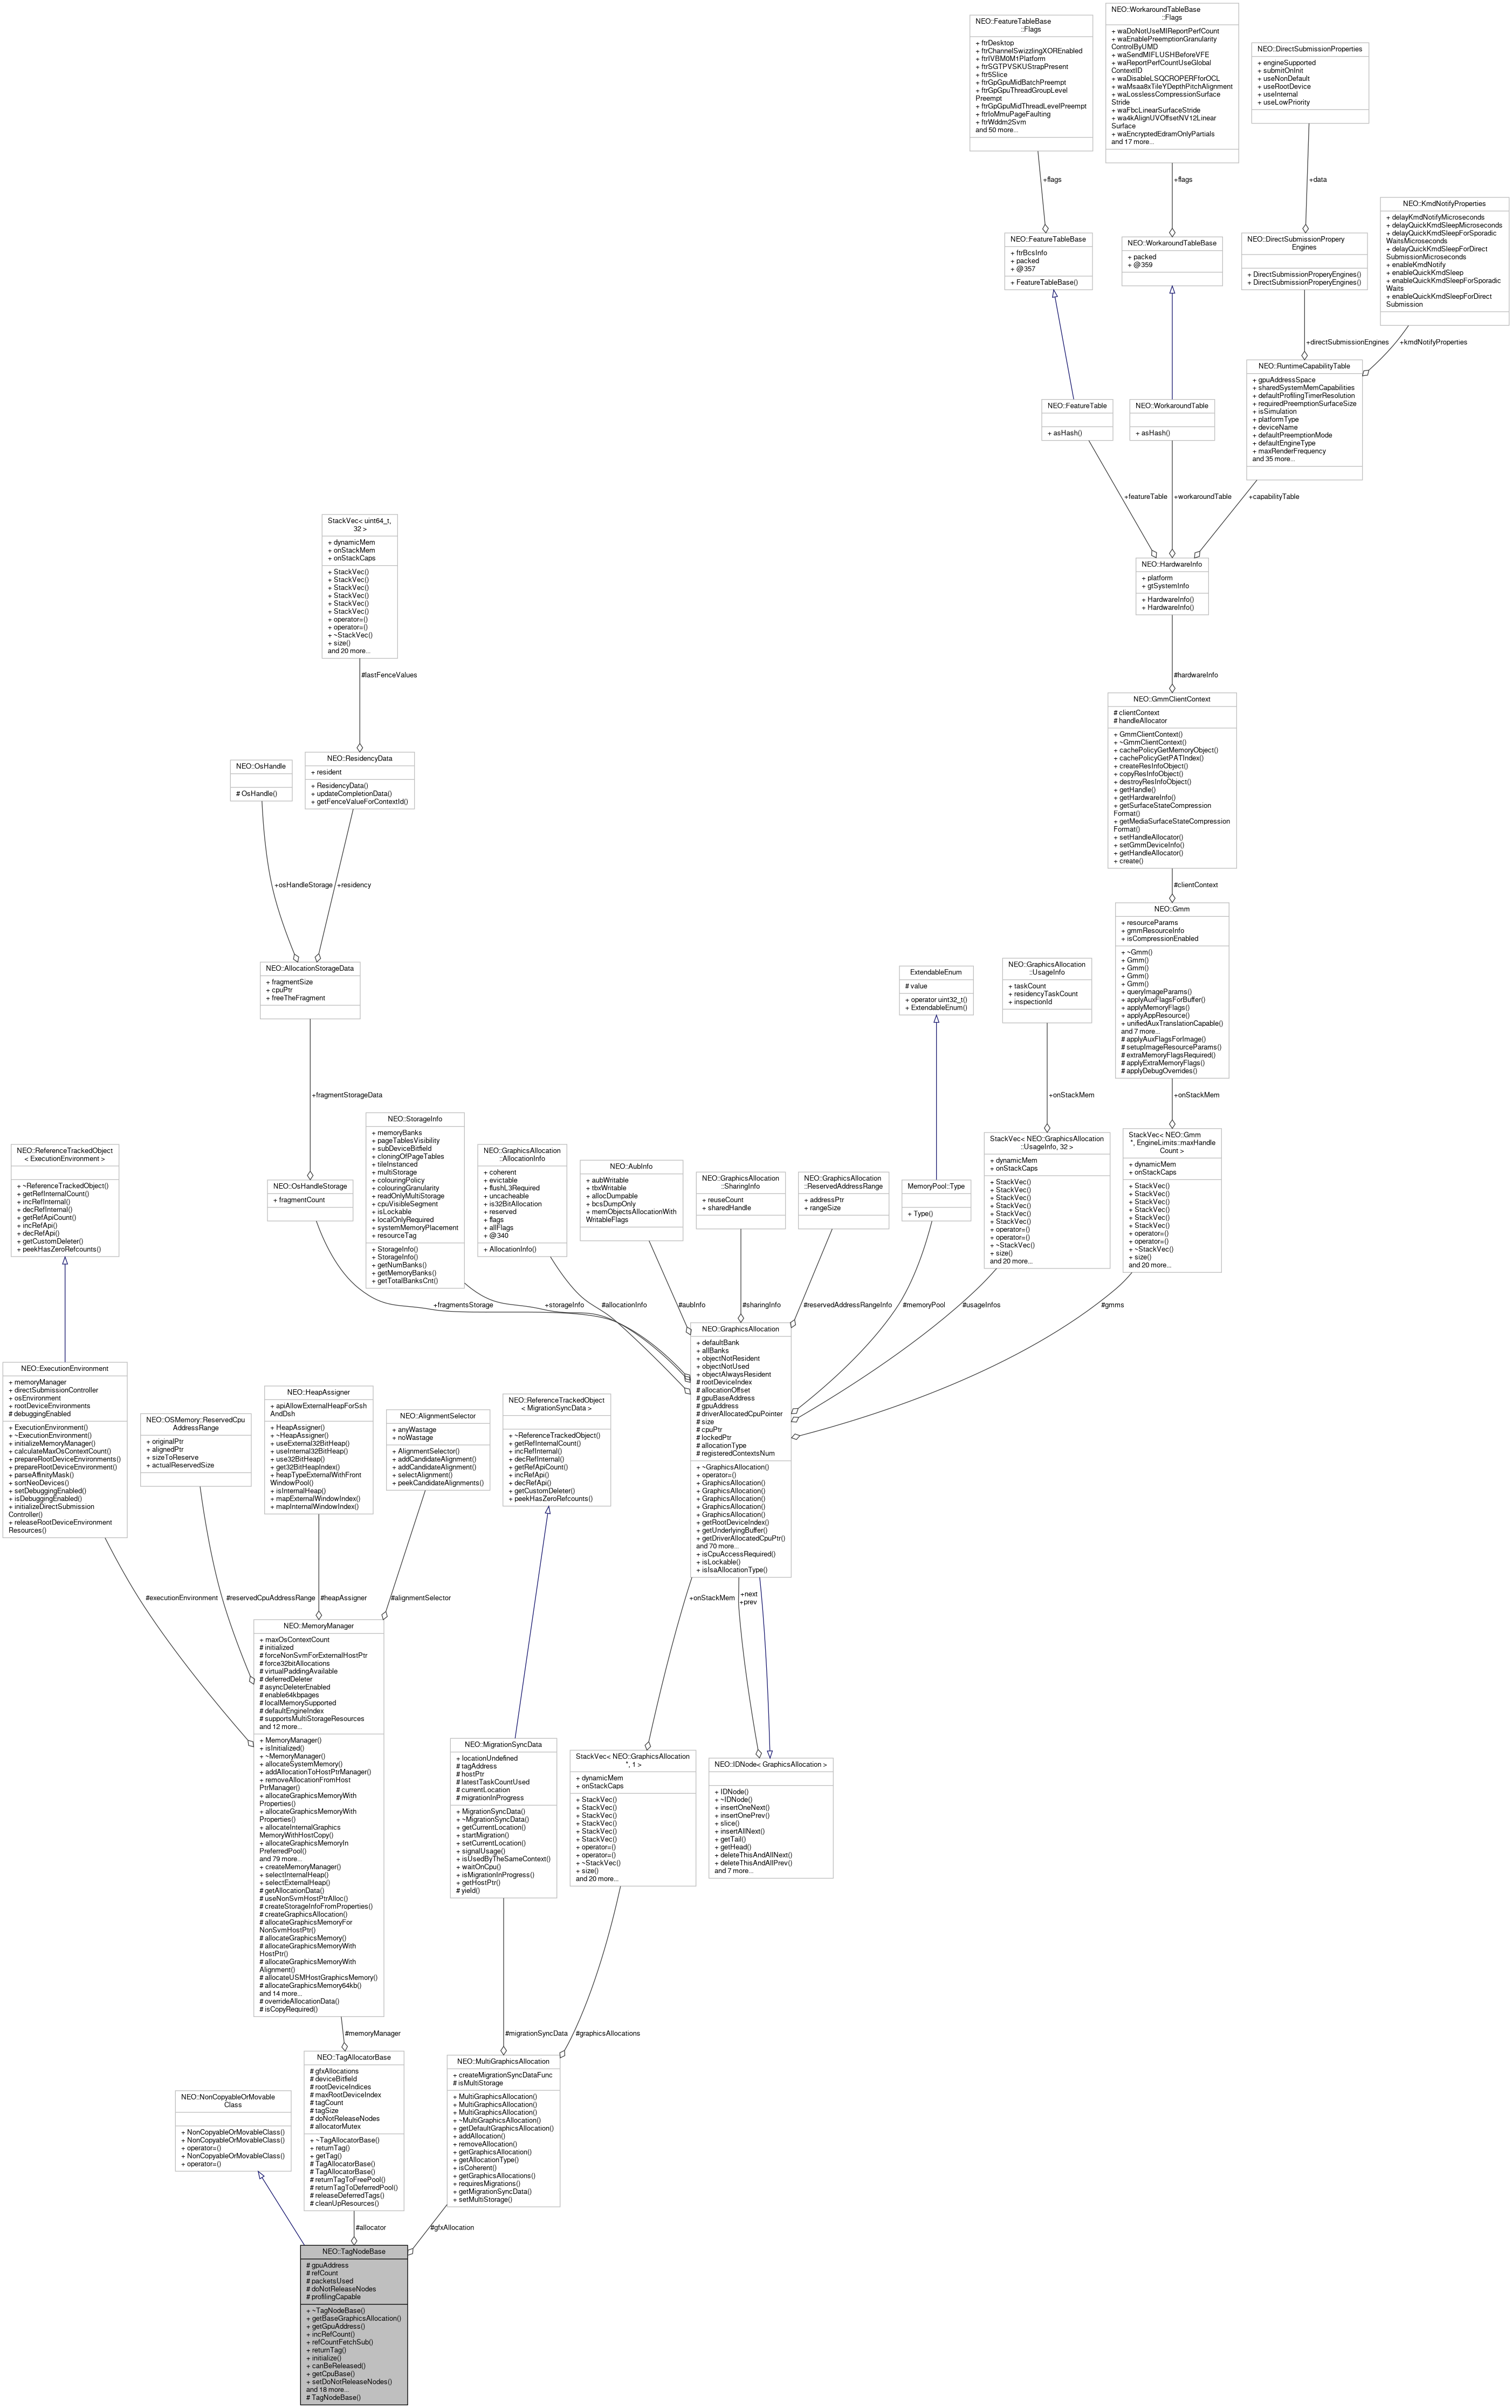 NEO::FeatureTableBase
::Flags
+ ftrDesktop
+ ftrChannelSwizzlingXOREnabled
+ ftrIVBM0M1Platform
+ ftrSGTPVSKUStrapPresent
+ ftr5Slice
+ ftrGpGpuMidBatchPreempt
+ ftrGpGpuThreadGroupLevel
Preempt
+ ftrGpGpuMidThreadLevelPreempt
+ ftrIoMmuPageFaulting
+ ftrWddm2Svm
and 50 more...
NEO::WorkaroundTableBase
::Flags
+ waDoNotUseMIReportPerfCount
+ waEnablePreemptionGranularity
ControlByUMD
+ waSendMIFLUSHBeforeVFE
+ waReportPerfCountUseGlobal
ContextID
+ waDisableLSQCROPERFforOCL
+ waMsaa8xTileYDepthPitchAlignment
+ waLosslessCompressionSurface
Stride
+ waFbcLinearSurfaceStride
+ wa4kAlignUVOffsetNV12Linear
Surface
+ waEncryptedEdramOnlyPartials
and 17 more...
NEO::DirectSubmissionProperties
+ engineSupported
+ submitOnInit
+ useNonDefault
+ useRootDevice
+ useInternal
+ useLowPriority
+flags
+flags
+data
NEO::KmdNotifyProperties
+ delayKmdNotifyMicroseconds
+ delayQuickKmdSleepMicroseconds
+ delayQuickKmdSleepForSporadic
WaitsMicroseconds
+ delayQuickKmdSleepForDirect
SubmissionMicroseconds
+ enableKmdNotify
+ enableQuickKmdSleep
+ enableQuickKmdSleepForSporadic
Waits
+ enableQuickKmdSleepForDirect
Submission
NEO::FeatureTableBase
+ ftrBcsInfo
+ packed
+ @357
+ FeatureTableBase()
NEO::WorkaroundTableBase
+ packed
+ @359
NEO::DirectSubmissionPropery
Engines
+ DirectSubmissionProperyEngines()
+ DirectSubmissionProperyEngines()
+directSubmissionEngines
+kmdNotifyProperties
NEO::FeatureTable
+ asHash()
NEO::WorkaroundTable
+ asHash()
NEO::RuntimeCapabilityTable
+ gpuAddressSpace
+ sharedSystemMemCapabilities
+ defaultProfilingTimerResolution
+ requiredPreemptionSurfaceSize
+ isSimulation
+ platformType
+ deviceName
+ defaultPreemptionMode
+ defaultEngineType
+ maxRenderFrequency
and 35 more...
+featureTable
+workaroundTable
+capabilityTable
StackVec< uint64_t,
32 >
+ dynamicMem
+ onStackMem
+ onStackCaps
+ StackVec()
+ StackVec()
+ StackVec()
+ StackVec()
+ StackVec()
+ StackVec()
+ operator=()
+ operator=()
+ ~StackVec()
+ size()
and 20 more...
NEO::HardwareInfo
+ platform
+ gtSystemInfo
+ HardwareInfo()
+ HardwareInfo()
#lastFenceValues
#hardwareInfo
NEO::GmmClientContext
# clientContext
# handleAllocator
+ GmmClientContext()
+ ~GmmClientContext()
+ cachePolicyGetMemoryObject()
+ cachePolicyGetPATIndex()
+ createResInfoObject()
+ copyResInfoObject()
+ destroyResInfoObject()
+ getHandle()
+ getHardwareInfo()
+ getSurfaceStateCompression
Format()
+ getMediaSurfaceStateCompression
Format()
+ setHandleAllocator()
+ setGmmDeviceInfo()
+ getHandleAllocator()
+ create()
NEO::OsHandle
# OsHandle()
NEO::ResidencyData
+ resident
+ ResidencyData()
+ updateCompletionData()
+ getFenceValueForContextId()
+osHandleStorage
+residency
#clientContext
NEO::AllocationStorageData
+ fragmentSize
+ cpuPtr
+ freeTheFragment
ExtendableEnum
# value
+ operator uint32_t()
+ ExtendableEnum()
NEO::GraphicsAllocation
::UsageInfo
+ taskCount
+ residencyTaskCount
+ inspectionId
NEO::Gmm
+ resourceParams
+ gmmResourceInfo
+ isCompressionEnabled
+ ~Gmm()
+ Gmm()
+ Gmm()
+ Gmm()
+ Gmm()
+ queryImageParams()
+ applyAuxFlagsForBuffer()
+ applyMemoryFlags()
+ applyAppResource()
+ unifiedAuxTranslationCapable()
and 7 more...
# applyAuxFlagsForImage()
# setupImageResourceParams()
# extraMemoryFlagsRequired()
# applyExtraMemoryFlags()
# applyDebugOverrides()
+fragmentStorageData
+onStackMem
+onStackMem
NEO::ReferenceTrackedObject
< ExecutionEnvironment >
+ ~ReferenceTrackedObject()
+ getRefInternalCount()
+ incRefInternal()
+ decRefInternal()
+ getRefApiCount()
+ incRefApi()
+ decRefApi()
+ getCustomDeleter()
+ peekHasZeroRefcounts()
NEO::OsHandleStorage
+ fragmentCount
NEO::StorageInfo
+ memoryBanks
+ pageTablesVisibility
+ subDeviceBitfield
+ cloningOfPageTables
+ tileInstanced
+ multiStorage
+ colouringPolicy
+ colouringGranularity
+ readOnlyMultiStorage
+ cpuVisibleSegment
+ isLockable
+ localOnlyRequired
+ systemMemoryPlacement
+ resourceTag
+ StorageInfo()
+ StorageInfo()
+ getNumBanks()
+ getMemoryBanks()
+ getTotalBanksCnt()
NEO::GraphicsAllocation
::AllocationInfo
+ coherent
+ evictable
+ flushL3Required
+ uncacheable
+ is32BitAllocation
+ reserved
+ flags
+ allFlags
+ @340
+ AllocationInfo()
NEO::AubInfo
+ aubWritable
+ tbxWritable
+ allocDumpable
+ bcsDumpOnly
+ memObjectsAllocationWith
WritableFlags
NEO::GraphicsAllocation
::SharingInfo
+ reuseCount
+ sharedHandle
NEO::GraphicsAllocation
::ReservedAddressRange
+ addressPtr
+ rangeSize
MemoryPool::Type
+ Type()
StackVec< NEO::GraphicsAllocation
::UsageInfo, 32 >
+ dynamicMem
+ onStackCaps
+ StackVec()
+ StackVec()
+ StackVec()
+ StackVec()
+ StackVec()
+ StackVec()
+ operator=()
+ operator=()
+ ~StackVec()
+ size()
and 20 more...
StackVec< NEO::Gmm
*, EngineLimits::maxHandle
Count >
+ dynamicMem
+ onStackCaps
+ StackVec()
+ StackVec()
+ StackVec()
+ StackVec()
+ StackVec()
+ StackVec()
+ operator=()
+ operator=()
+ ~StackVec()
+ size()
and 20 more...
+fragmentsStorage
+storageInfo
#allocationInfo
#aubInfo
#sharingInfo
#reservedAddressRangeInfo
#memoryPool
#usageInfos
#gmms
NEO::GraphicsAllocation
+ defaultBank
+ allBanks
+ objectNotResident
+ objectNotUsed
+ objectAlwaysResident
# rootDeviceIndex
# allocationOffset
# gpuBaseAddress
# gpuAddress
# driverAllocatedCpuPointer
# size
# cpuPtr
# lockedPtr
# allocationType
# registeredContextsNum
+ ~GraphicsAllocation()
+ operator=()
+ GraphicsAllocation()
+ GraphicsAllocation()
+ GraphicsAllocation()
+ GraphicsAllocation()
+ GraphicsAllocation()
+ getRootDeviceIndex()
+ getUnderlyingBuffer()
+ getDriverAllocatedCpuPtr()
and 70 more...
+ isCpuAccessRequired()
+ isLockable()
+ isIsaAllocationType()
NEO::ExecutionEnvironment
+ memoryManager
+ directSubmissionController
+ osEnvironment
+ rootDeviceEnvironments
# debuggingEnabled
+ ExecutionEnvironment()
+ ~ExecutionEnvironment()
+ initializeMemoryManager()
+ calculateMaxOsContextCount()
+ prepareRootDeviceEnvironments()
+ prepareRootDeviceEnvironment()
+ parseAffinityMask()
+ sortNeoDevices()
+ setDebuggingEnabled()
+ isDebuggingEnabled()
+ initializeDirectSubmission
Controller()
+ releaseRootDeviceEnvironment
Resources()
NEO::OSMemory::ReservedCpu
AddressRange
+ originalPtr
+ alignedPtr
+ sizeToReserve
+ actualReservedSize
NEO::HeapAssigner
+ apiAllowExternalHeapForSsh
AndDsh
+ HeapAssigner()
+ ~HeapAssigner()
+ useExternal32BitHeap()
+ useInternal32BitHeap()
+ use32BitHeap()
+ get32BitHeapIndex()
+ heapTypeExternalWithFront
WindowPool()
+ isInternalHeap()
+ mapExternalWindowIndex()
+ mapInternalWindowIndex()
NEO::AlignmentSelector
+ anyWastage
+ noWastage
+ AlignmentSelector()
+ addCandidateAlignment()
+ addCandidateAlignment()
+ selectAlignment()
+ peekCandidateAlignments()
NEO::ReferenceTrackedObject
< MigrationSyncData >
+ ~ReferenceTrackedObject()
+ getRefInternalCount()
+ incRefInternal()
+ decRefInternal()
+ getRefApiCount()
+ incRefApi()
+ decRefApi()
+ getCustomDeleter()
+ peekHasZeroRefcounts()
#executionEnvironment
#reservedCpuAddressRange
#heapAssigner
#alignmentSelector
+onStackMem
+next
+prev
NEO::MemoryManager
+ maxOsContextCount
# initialized
# forceNonSvmForExternalHostPtr
# force32bitAllocations
# virtualPaddingAvailable
# deferredDeleter
# asyncDeleterEnabled
# enable64kbpages
# localMemorySupported
# defaultEngineIndex
# supportsMultiStorageResources
and 12 more...
+ MemoryManager()
+ isInitialized()
+ ~MemoryManager()
+ allocateSystemMemory()
+ addAllocationToHostPtrManager()
+ removeAllocationFromHost
PtrManager()
+ allocateGraphicsMemoryWith
Properties()
+ allocateGraphicsMemoryWith
Properties()
+ allocateInternalGraphics
MemoryWithHostCopy()
+ allocateGraphicsMemoryIn
PreferredPool()
and 79 more...
+ createMemoryManager()
+ selectInternalHeap()
+ selectExternalHeap()
# getAllocationData()
# useNonSvmHostPtrAlloc()
# createStorageInfoFromProperties()
# createGraphicsAllocation()
# allocateGraphicsMemoryFor
NonSvmHostPtr()
# allocateGraphicsMemory()
# allocateGraphicsMemoryWith
HostPtr()
# allocateGraphicsMemoryWith
Alignment()
# allocateUSMHostGraphicsMemory()
# allocateGraphicsMemory64kb()
and 14 more...
# overrideAllocationData()
# isCopyRequired()
NEO::MigrationSyncData
+ locationUndefined
# tagAddress
# hostPtr
# latestTaskCountUsed
# currentLocation
# migrationInProgress
+ MigrationSyncData()
+ ~MigrationSyncData()
+ getCurrentLocation()
+ startMigration()
+ setCurrentLocation()
+ signalUsage()
+ isUsedByTheSameContext()
+ waitOnCpu()
+ isMigrationInProgress()
+ getHostPtr()
# yield()
StackVec< NEO::GraphicsAllocation
*, 1 >
+ dynamicMem
+ onStackCaps
+ StackVec()
+ StackVec()
+ StackVec()
+ StackVec()
+ StackVec()
+ StackVec()
+ operator=()
+ operator=()
+ ~StackVec()
+ size()
and 20 more...
NEO::IDNode< GraphicsAllocation >
+ IDNode()
+ ~IDNode()
+ insertOneNext()
+ insertOnePrev()
+ slice()
+ insertAllNext()
+ getTail()
+ getHead()
+ deleteThisAndAllNext()
+ deleteThisAndAllPrev()
and 7 more...
#memoryManager
#migrationSyncData
#graphicsAllocations
NEO::NonCopyableOrMovable
Class
+ NonCopyableOrMovableClass()
+ NonCopyableOrMovableClass()
+ operator=()
+ NonCopyableOrMovableClass()
+ operator=()
NEO::TagAllocatorBase
# gfxAllocations
# deviceBitfield
# rootDeviceIndices
# maxRootDeviceIndex
# tagCount
# tagSize
# doNotReleaseNodes
# allocatorMutex
+ ~TagAllocatorBase()
+ returnTag()
+ getTag()
# TagAllocatorBase()
# TagAllocatorBase()
# returnTagToFreePool()
# returnTagToDeferredPool()
# releaseDeferredTags()
# cleanUpResources()
NEO::MultiGraphicsAllocation
+ createMigrationSyncDataFunc
# isMultiStorage
+ MultiGraphicsAllocation()
+ MultiGraphicsAllocation()
+ MultiGraphicsAllocation()
+ ~MultiGraphicsAllocation()
+ getDefaultGraphicsAllocation()
+ addAllocation()
+ removeAllocation()
+ getGraphicsAllocation()
+ getAllocationType()
+ isCoherent()
+ getGraphicsAllocations()
+ requiresMigrations()
+ getMigrationSyncData()
+ setMultiStorage()
#allocator
#gfxAllocation
NEO::TagNodeBase
# gpuAddress
# refCount
# packetsUsed
# doNotReleaseNodes
# profilingCapable
+ ~TagNodeBase()
+ getBaseGraphicsAllocation()
+ getGpuAddress()
+ incRefCount()
+ refCountFetchSub()
+ returnTag()
+ initialize()
+ canBeReleased()
+ getCpuBase()
+ setDoNotReleaseNodes()
and 18 more...
# TagNodeBase()